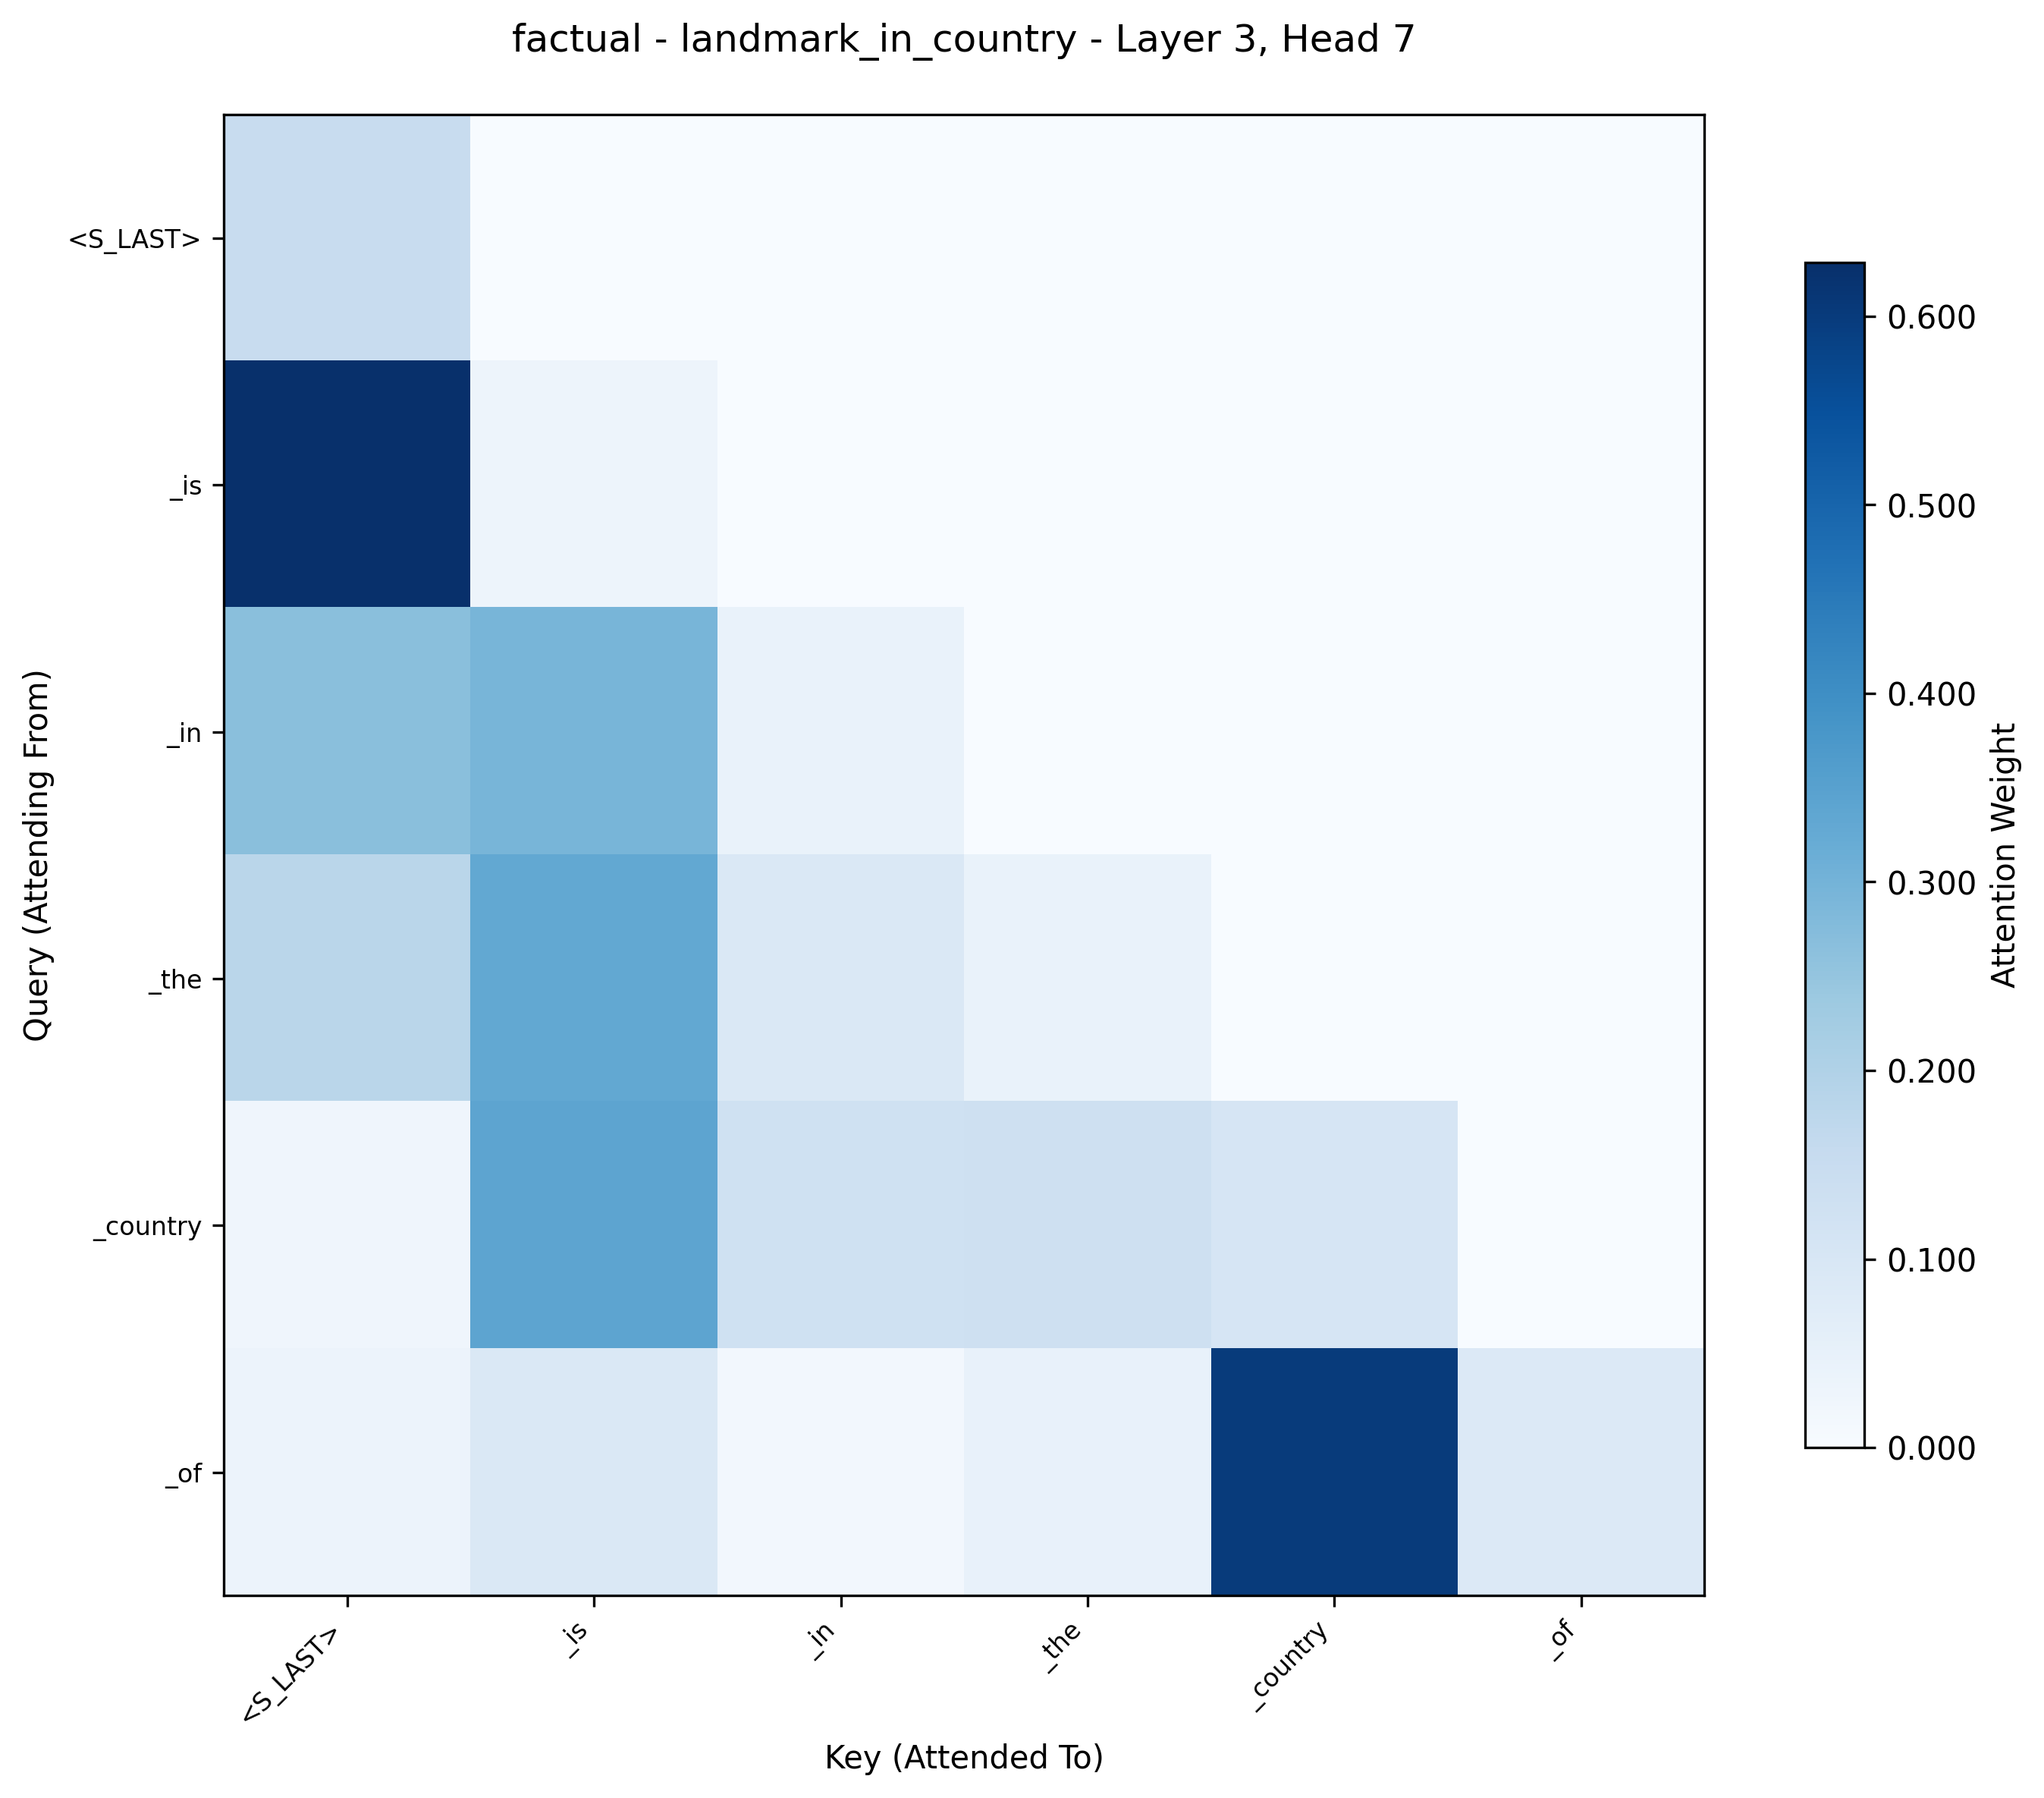 factual - landmark_in_country - Layer 3, Head 7
Query (Attending From)
<S_LAST>
_is
_in
_the
_country
_of
<S_LAST>
_is
_in
_the
_country
_of
Key (Attended To)
0.600
0.500
0.400
0.300
0.200
0.100
0.000
Attention Weight